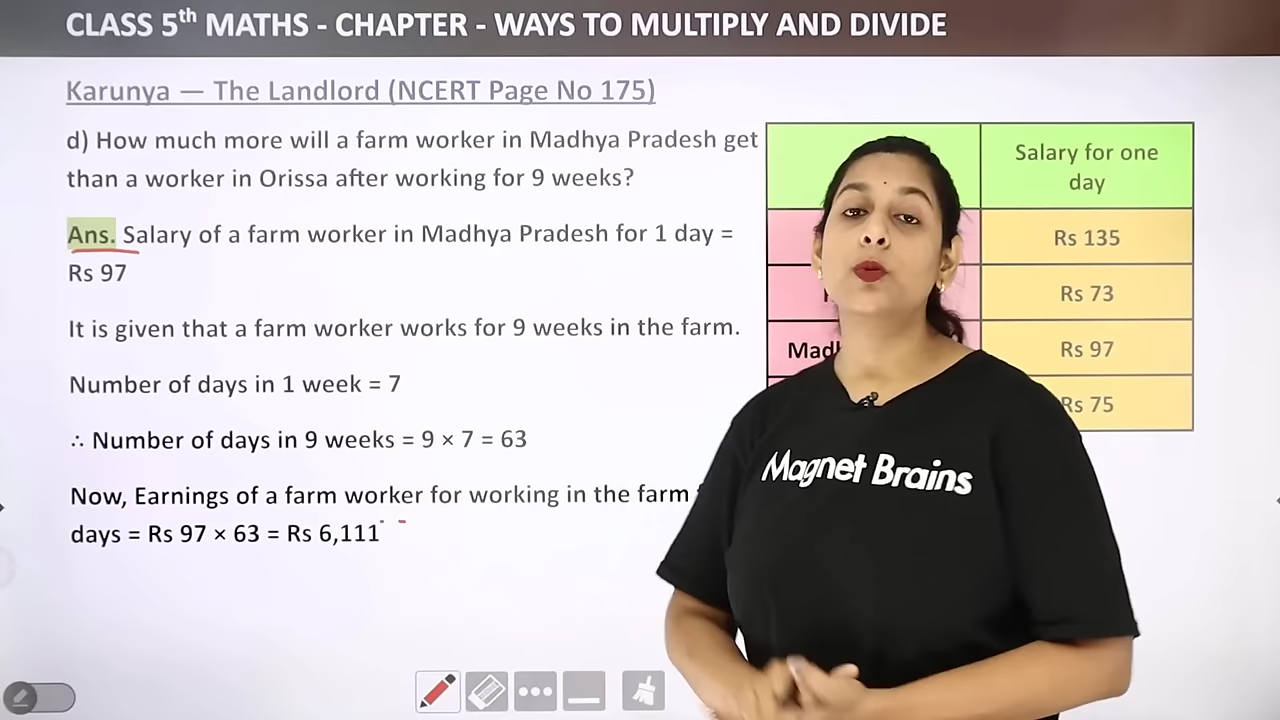 CLASS 5th MATHS - CHAPTER - WAYS TO MULTIPLY AND DIVIDE
Karunya — The Landlord (NCERT Page No 175)
d) How much more will a farm worker in Madhya Pradesh get
than a worker in Orissa after working for 9 weeks?
Ans. Salary of a farm worker in Madhya Pradesh for 1 day =
Rs 97
It is given that a farm worker works for 9 weeks in the farm.
Number of days in 1 week = 7
∴ Number of days in 9 weeks = 9 × 7 = 63
Now, Earnings of a farm worker for working in the farm
days = Rs 97 × 63 = Rs 6,111
Salary for one
day
Rs 135
Rs 73
Rs 97
Rs 75
Magnet Brains